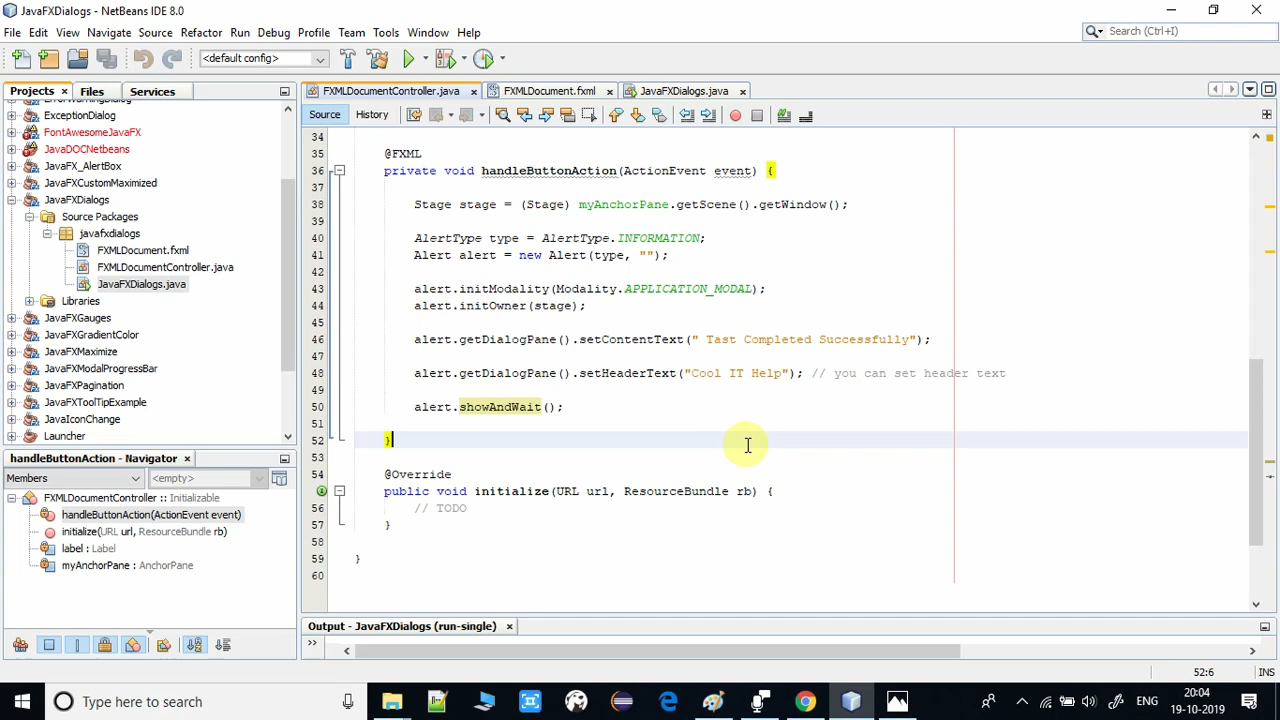 JavaFXDialogs - NetBeans IDE 8.0
File Edit View Navigate Source Refactor Run Debug Profile Team Tools Window Help
Search (Ctrl+I)
<default config>
Projects Files Services
ExceptionDialog
FontAwesomeJavaFX
JavaDOCNetbeans
JavaFX_AlertBox
JavaFXCustomMaximized
JavaFXDialogs
Source Packages
javafxdialogs
FXMLDocument.fxml
FXMLDocumentController.java
JavaFXDialogs.java
Libraries
JavaFXGauges
JavaFXGradientColor
JavaFXMaximize
JavaFXModalProgressBar
JavaFXPagination
JavaFXToolTipExample
JavaIconChange
Launcher
handleButtonAction - Navigator
Members <empty>
FXMLDocumentController :: Initializable
handleButtonAction(ActionEvent event)
initialize(URL url, ResourceBundle rb)
label : Label
myAnchorPane : AnchorPane
FXMLDocumentController.java FXMLDocument.fxml JavaFXDialogs.java
Source History
34
35 @FXML
36 private void handleButtonAction(ActionEvent event) {
37
38 Stage stage = (Stage) myAnchorPane.getScene().getWindow();
39
40 AlertType type = AlertType.INFORMATION;
41 Alert alert = new Alert(type, "");
42
43 alert.initModality(Modality.APPLICATION_MODAL);
44 alert.initOwner(stage);
45
46 alert.getDialogPane().setContentText(" Tast Completed Successfully");
47
48 alert.getDialogPane().setHeaderText("Cool IT Help"); // you can set header text
49
50 alert.showAndWait();
51
52 }
53
54 @Override
public void initialize(URL url, ResourceBundle rb) {
56 // TODO
57 }
58
59 }
60
Output - JavaFXDialogs (run-single)
52:6 INS
Type here to search
ENG
20:04
19-10-2019